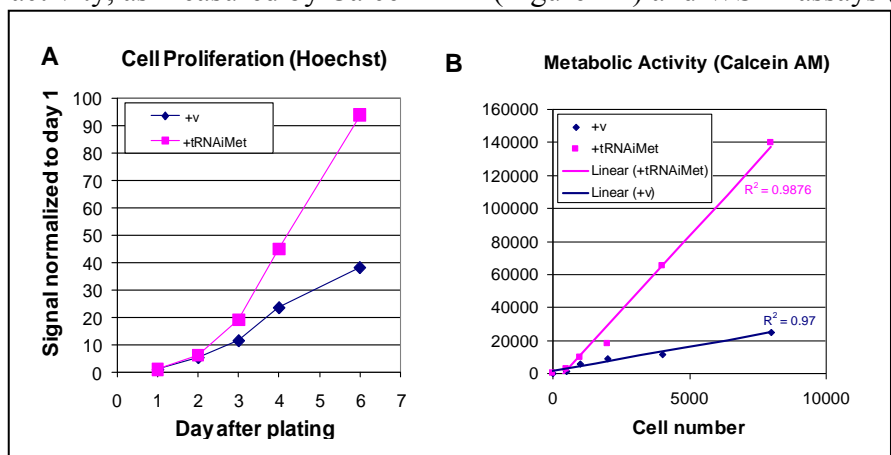 A
Cell Proliferation (Hoechst)
Signal normalized to day 1
100
90
80
70
60
50
40
30
20
10
0
+v
+tRNAiMet
0 1 2 3 4 5 6 7
Day after plating
B
Metabolic Activity (Calcein AM)
160000
140000
120000
100000
80000
60000
40000
20000
0
+v
+tRNAiMet
Linear (+tRNAiMet)
Linear (+v)
R² = 0.9876
R² = 0.97
0 5000 10000
Cell number